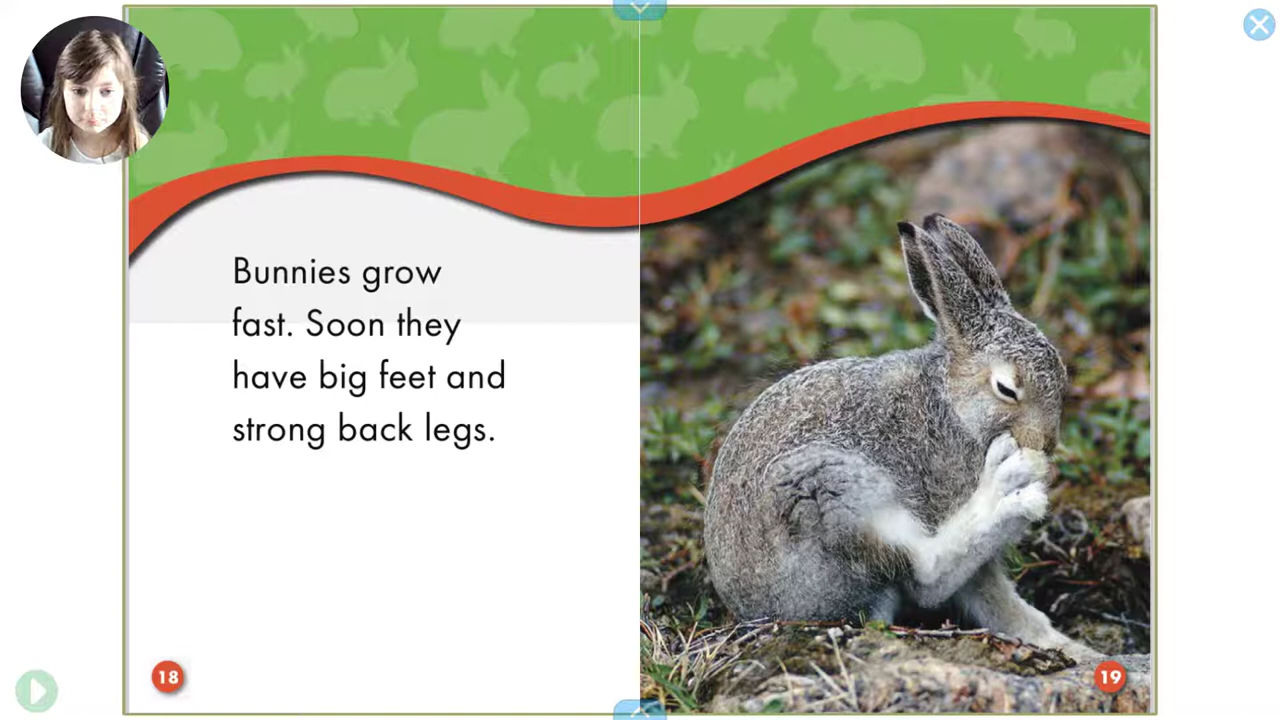 Bunnies grow
fast. Soon they
have big feet and
strong back legs.
18
19